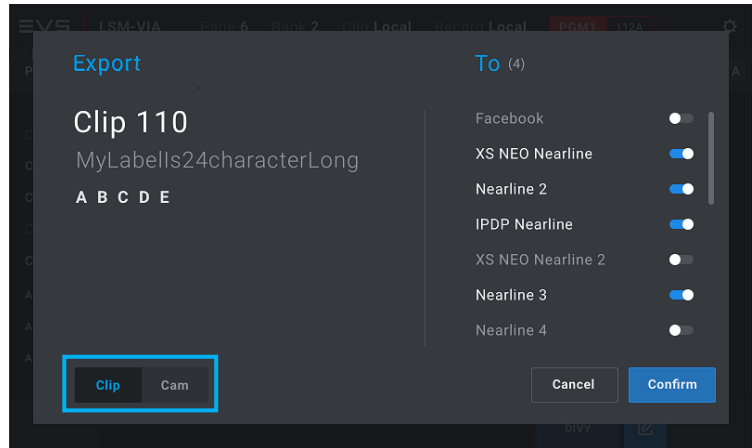 EVS LSM-VIA Page 6 Bank 2 Clip Local Record Local PGM1 112A
P A
Export
To (4)
Clip 110
MyLabelIs24characterLong
A B C D E
Facebook
XS NEO Nearline
Nearline 2
IPDP Nearline
XS NEO Nearline 2
Nearline 3
Nearline 4
Clip Cam
Cancel Confirm